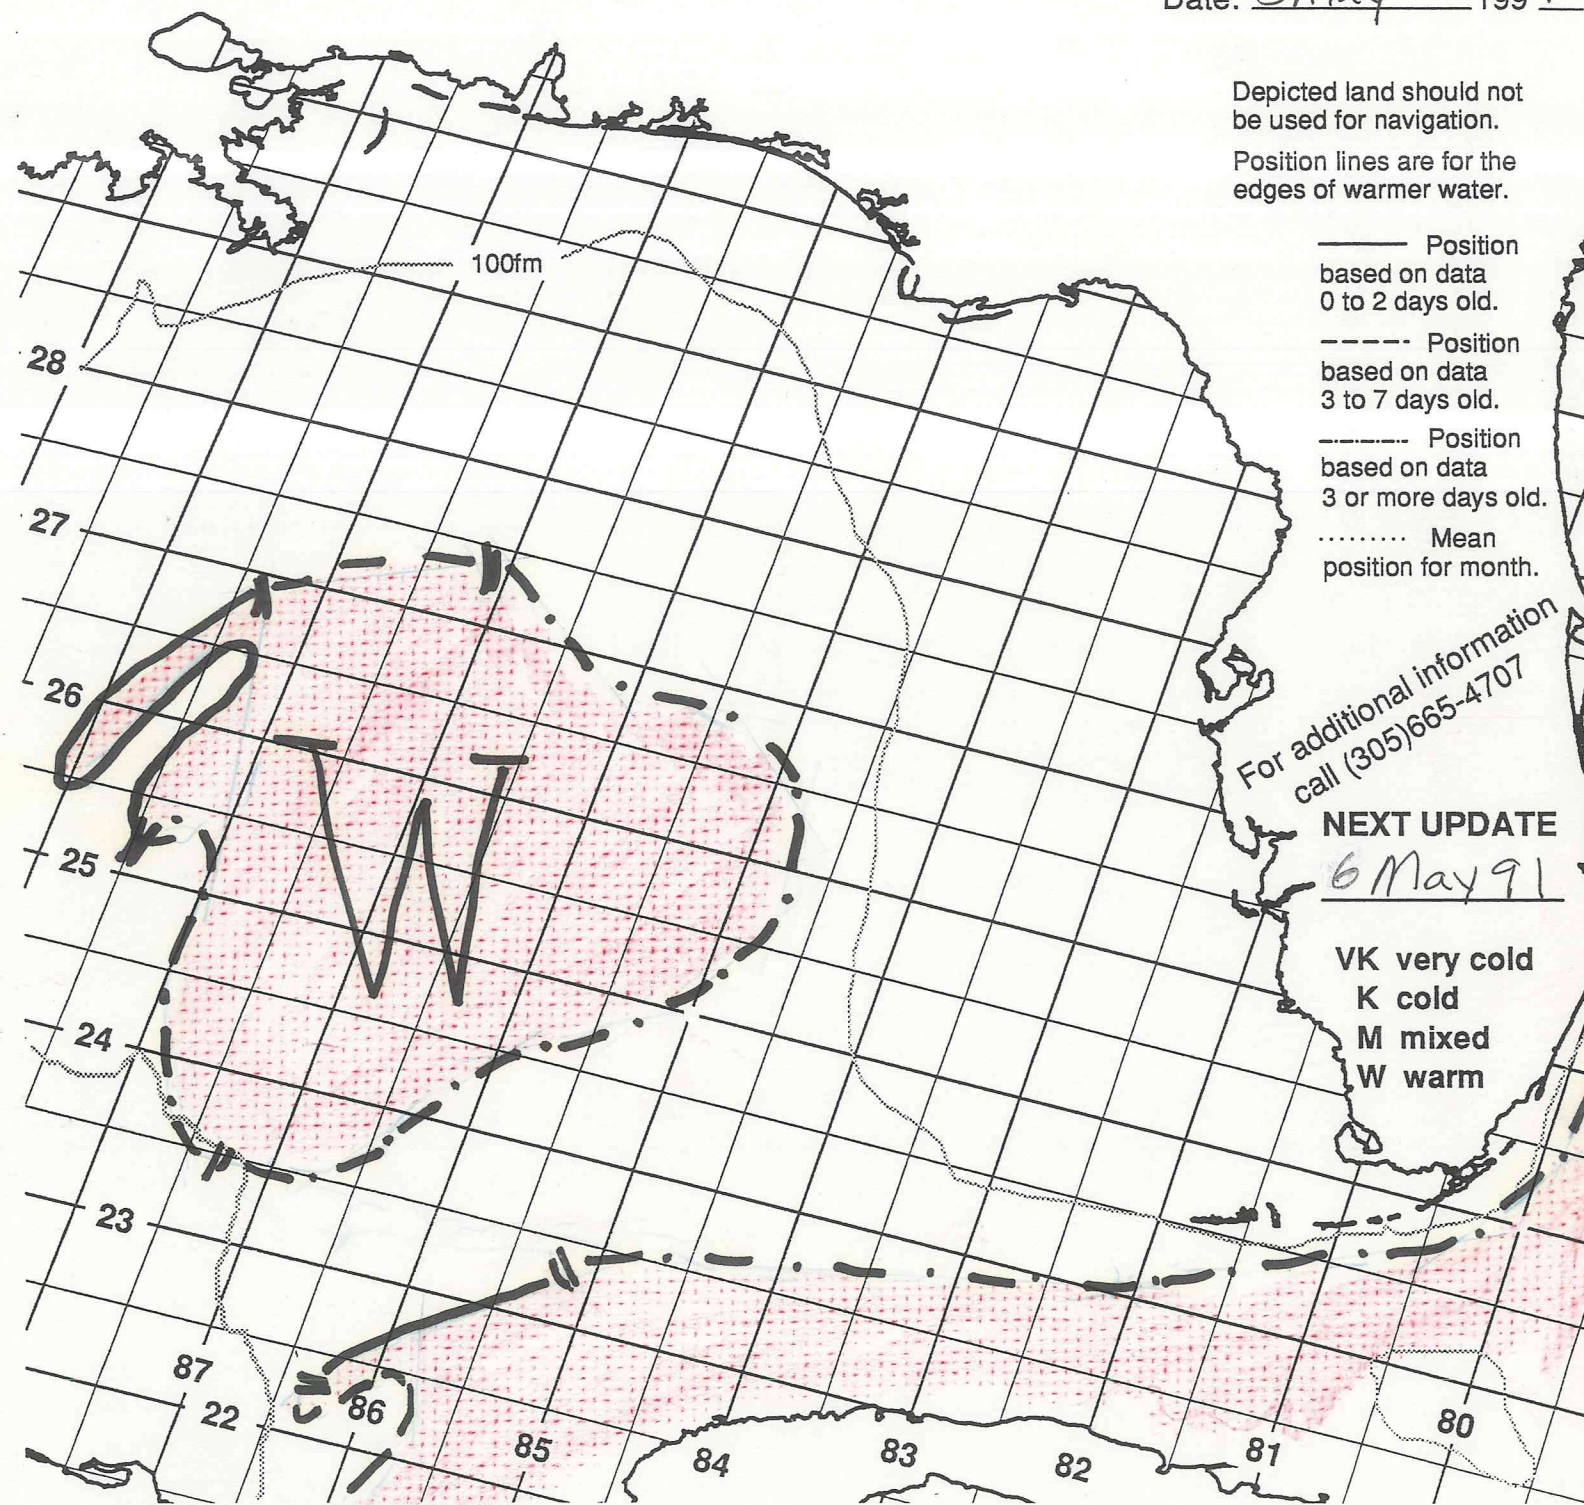 Date: 3 May 199
Depicted land should not
be used for navigation.
Position lines are for the
edges of warmer water.
Position
based on data
0 to 2 days old.
Position
based on data
3 to 7 days old.
Position
based on data
3 or more days old.
Mean
position for month.
For additional information
call (305)665-4707
NEXT UPDATE
6 May 91
VK very cold
K cold
M mixed
W warm
100fm
28
27
26
W
25
24
23
87
22
86
85
84
83
82
81
80